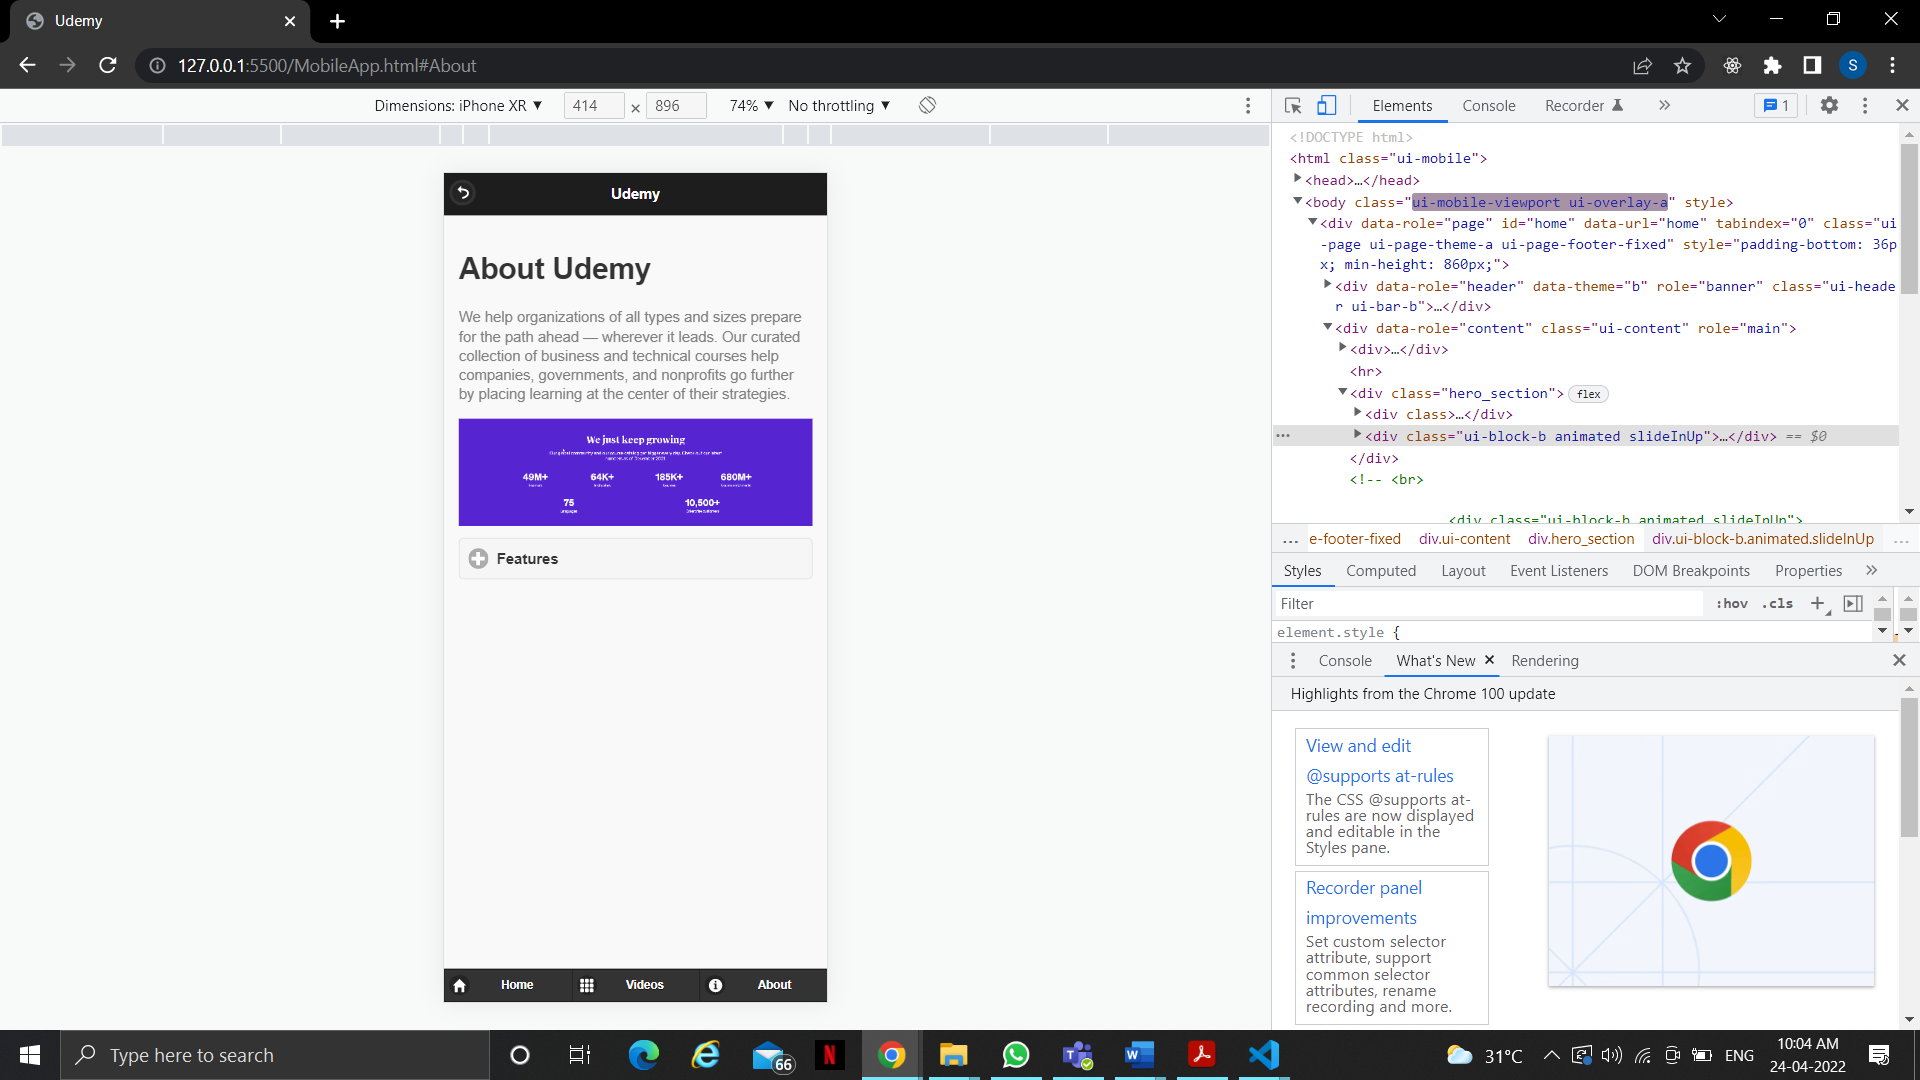 Udemy
127.0.0.1:5500/MobileApp.html#About
S
Dimensions: iPhone XR ▼ 414 × 896 74% ▼ No throttling ▼
Elements Console Recorder » 1
Udemy
About Udemy
We help organizations of all types and sizes prepare
for the path ahead — wherever it leads. Our curated
collection of business and technical courses help
companies, governments, and nonprofits go further
by placing learning at the center of their strategies.
We just keep growing
49M+ 64K+ 185K+ 680M+
75 10,500+
Features
Home Videos About
<!DOCTYPE html>
<html class="ui-mobile">
<head>…</head>
<body class="ui-mobile-viewport ui-overlay-a" style>
<div data-role="page" id="home" data-url="home" tabindex="0" class="ui
-page ui-page-theme-a ui-page-footer-fixed" style="padding-bottom: 36p
x; min-height: 860px;">
<div data-role="header" data-theme="b" role="banner" class="ui-heade
r ui-bar-b">…</div>
<div data-role="content" class="ui-content" role="main">
<div>…</div>
<hr>
<div class="hero_section"> flex
<div class>…</div>
<div class="ui-block-b animated slideInUp">…</div> == $0
</div>
<!-- <br>
<div class="ui-block-b animated slideInUp">
... e-footer-fixed div.ui-content div.hero_section div.ui-block-b.animated.slideInUp ...
Styles Computed Layout Event Listeners DOM Breakpoints Properties »
Filter :hov .cls +
element.style {
Console What's New Rendering
Highlights from the Chrome 100 update
View and edit
@supports at-rules
The CSS @supports at-
rules are now displayed
and editable in the
Styles pane.
Recorder panel
improvements
Set custom selector
attribute, support
common selector
attributes, rename
recording and more.
Type here to search
66
31°C ENG
10:04 AM
24-04-2022